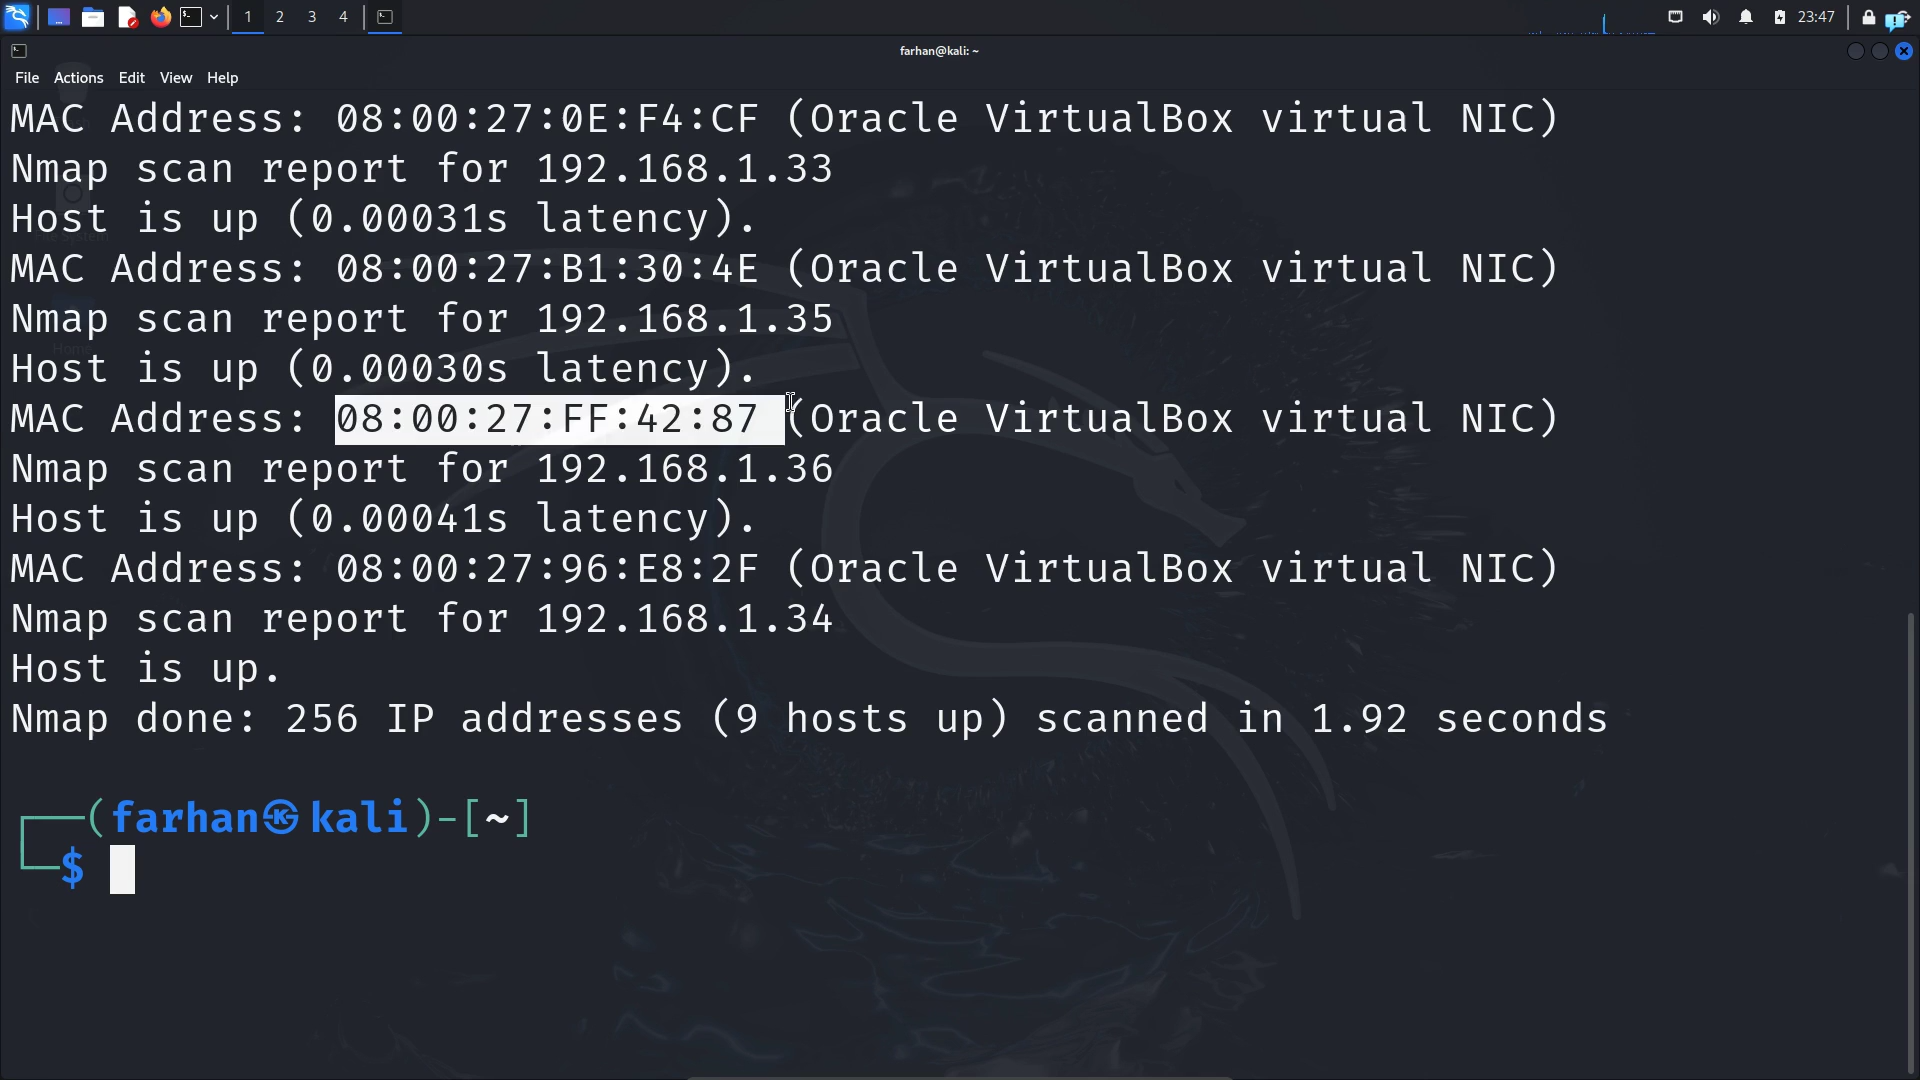 1 2 3 4
23:47
farhan@kali: ~
File Actions Edit View Help
MAC Address: 08:00:27:0E:F4:CF (Oracle VirtualBox virtual NIC)
Nmap scan report for 192.168.1.33
Host is up (0.00031s latency).
MAC Address: 08:00:27:B1:30:4E (Oracle VirtualBox virtual NIC)
Nmap scan report for 192.168.1.35
Host is up (0.00030s latency).
MAC Address: 08:00:27:FF:42:87 (Oracle VirtualBox virtual NIC)
Nmap scan report for 192.168.1.36
Host is up (0.00041s latency).
MAC Address: 08:00:27:96:E8:2F (Oracle VirtualBox virtual NIC)
Nmap scan report for 192.168.1.34
Host is up.
Nmap done: 256 IP addresses (9 hosts up) scanned in 1.92 seconds
┌──(farhan㉿kali)-[~]
└─$